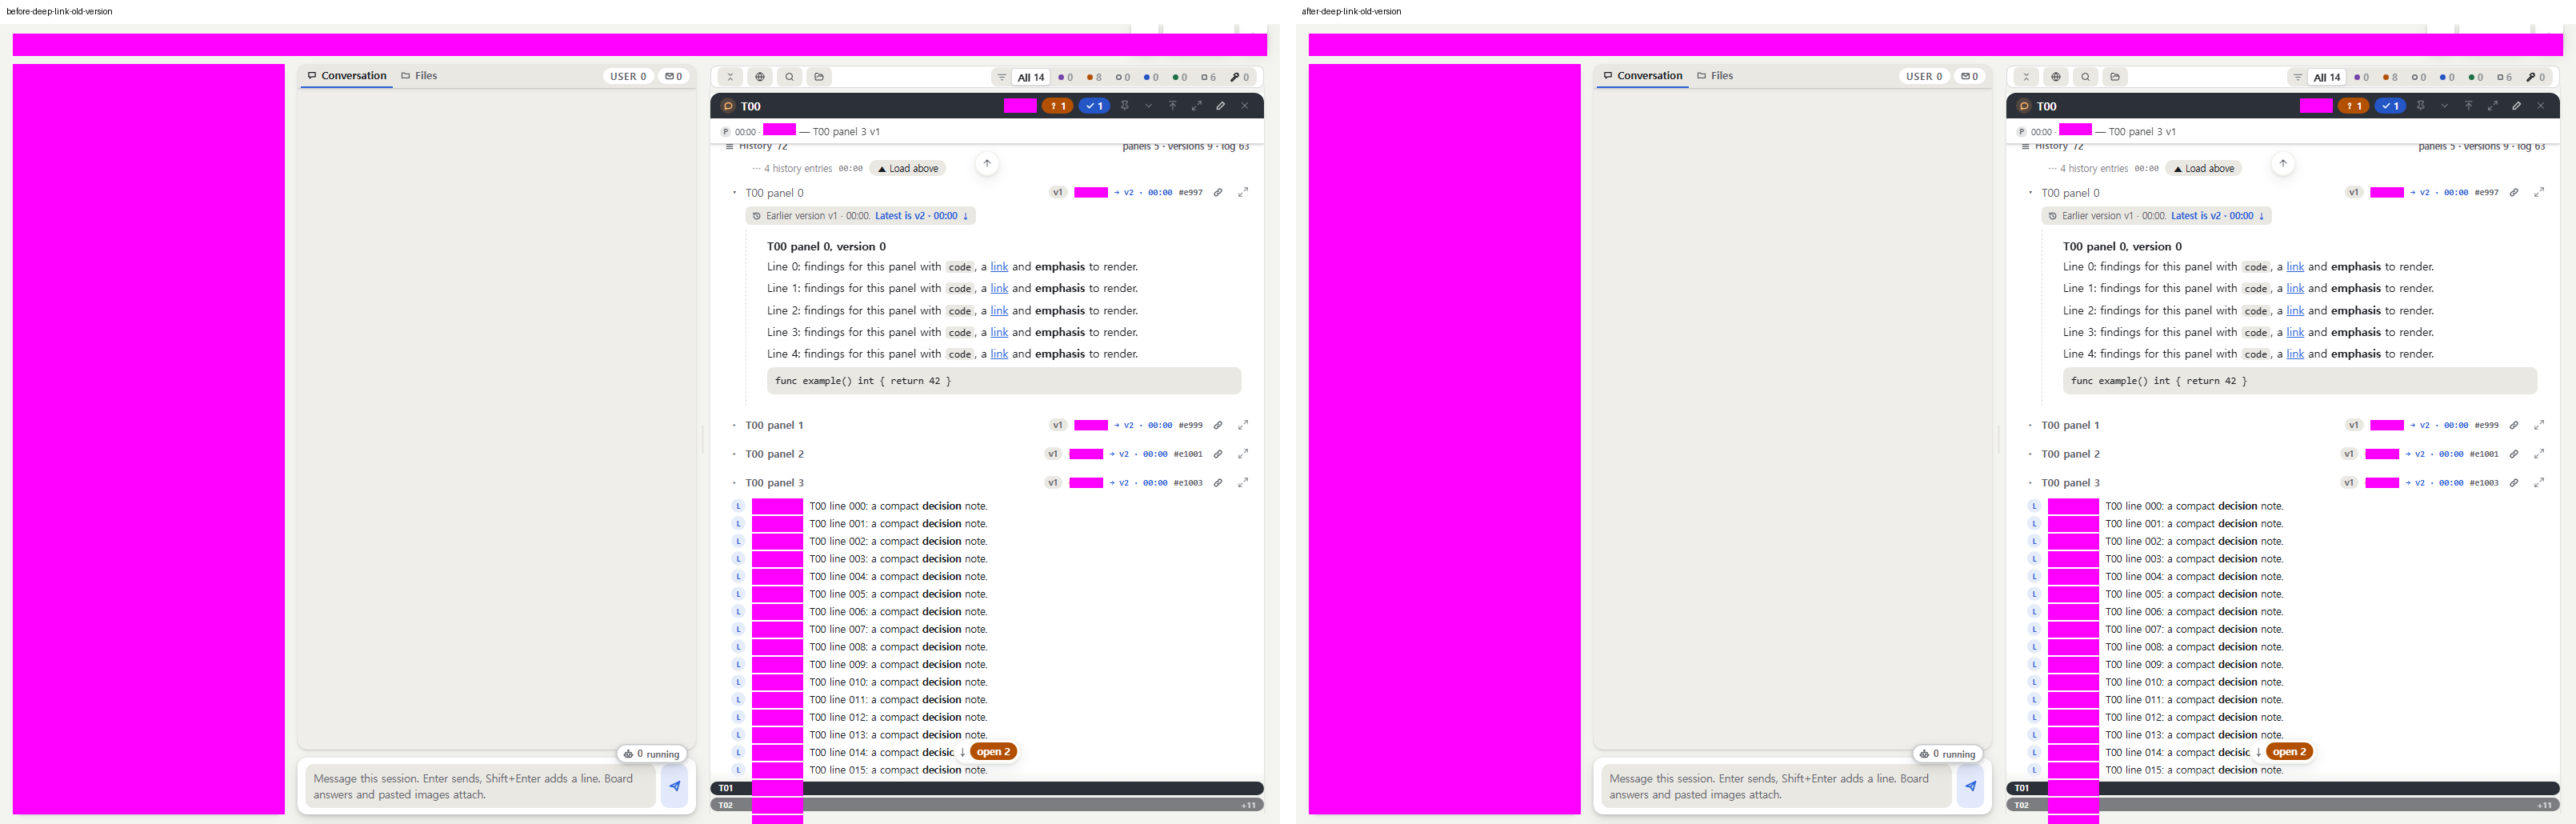 before-deep-link-old-version
Conversation Files USER 0 0
All 14 0 8 0 0 0 6 0
T00 ? 1 ✓ 1
P 00:00 · — T00 panel 3 v1
History 72 panels 5 · versions 9 · log 63
··· 4 history entries 00:00 ▲ Load above
T00 panel 0 v1 → v2 · 00:00 #e997
Earlier version v1 · 00:00. Latest is v2 · 00:00 ↓
T00 panel 0, version 0
Line 0: findings for this panel with code, a link and emphasis to render.
Line 1: findings for this panel with code, a link and emphasis to render.
Line 2: findings for this panel with code, a link and emphasis to render.
Line 3: findings for this panel with code, a link and emphasis to render.
Line 4: findings for this panel with code, a link and emphasis to render.
func example() int { return 42 }
T00 panel 1 v1 → v2 · 00:00 #e999
T00 panel 2 v1 → v2 · 00:00 #e1001
T00 panel 3 v1 → v2 · 00:00 #e1003
L T00 line 000: a compact decision note.
L T00 line 001: a compact decision note.
L T00 line 002: a compact decision note.
L T00 line 003: a compact decision note.
L T00 line 004: a compact decision note.
L T00 line 005: a compact decision note.
L T00 line 006: a compact decision note.
L T00 line 007: a compact decision note.
L T00 line 008: a compact decision note.
L T00 line 009: a compact decision note.
L T00 line 010: a compact decision note.
L T00 line 011: a compact decision note.
L T00 line 012: a compact decision note.
L T00 line 013: a compact decision note.
L T00 line 014: a compact decisic ↓ open 2
L T00 line 015: a compact decision note.
0 running
Message this session. Enter sends, Shift+Enter adds a line. Board
answers and pasted images attach.
T01
T02 +11
after-deep-link-old-version
Conversation Files USER 0 0
All 14 0 8 0 0 0 6 0
T00 ? 1 ✓ 1
P 00:00 · — T00 panel 3 v1
History 72 panels 5 · versions 9 · log 63
··· 4 history entries 00:00 ▲ Load above
T00 panel 0 v1 → v2 · 00:00 #e997
Earlier version v1 · 00:00. Latest is v2 · 00:00 ↓
T00 panel 0, version 0
Line 0: findings for this panel with code, a link and emphasis to render.
Line 1: findings for this panel with code, a link and emphasis to render.
Line 2: findings for this panel with code, a link and emphasis to render.
Line 3: findings for this panel with code, a link and emphasis to render.
Line 4: findings for this panel with code, a link and emphasis to render.
func example() int { return 42 }
T00 panel 1 v1 → v2 · 00:00 #e999
T00 panel 2 v1 → v2 · 00:00 #e1001
T00 panel 3 v1 → v2 · 00:00 #e1003
L T00 line 000: a compact decision note.
L T00 line 001: a compact decision note.
L T00 line 002: a compact decision note.
L T00 line 003: a compact decision note.
L T00 line 004: a compact decision note.
L T00 line 005: a compact decision note.
L T00 line 006: a compact decision note.
L T00 line 007: a compact decision note.
L T00 line 008: a compact decision note.
L T00 line 009: a compact decision note.
L T00 line 010: a compact decision note.
L T00 line 011: a compact decision note.
L T00 line 012: a compact decision note.
L T00 line 013: a compact decision note.
L T00 line 014: a compact decisic ↓ open 2
L T00 line 015: a compact decision note.
0 running
Message this session. Enter sends, Shift+Enter adds a line. Board
answers and pasted images attach.
T01
T02 +11